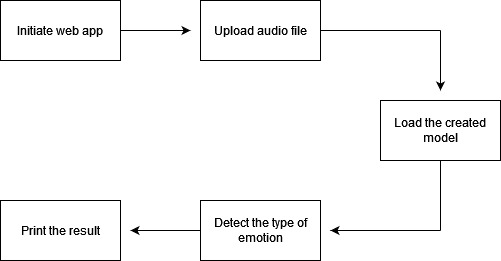 Initiate web app
Upload audio file
Load the created
model
Detect the type of
emotion
Print the result